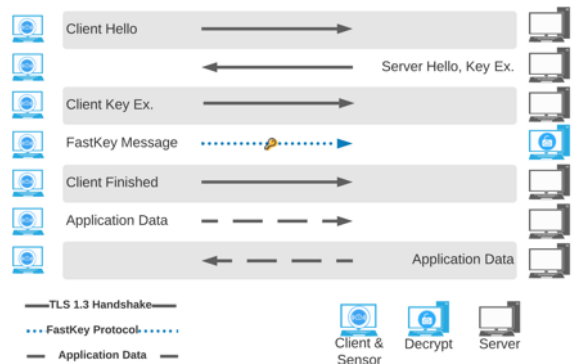 Client Hello
Server Hello, Key Ex.
Client Key Ex.
FastKey Message
Client Finished
Application Data
Application Data
TLS 1.3 Handshake
FastKey Protocol
Application Data
Client &
Sensor
Decrypt
Server